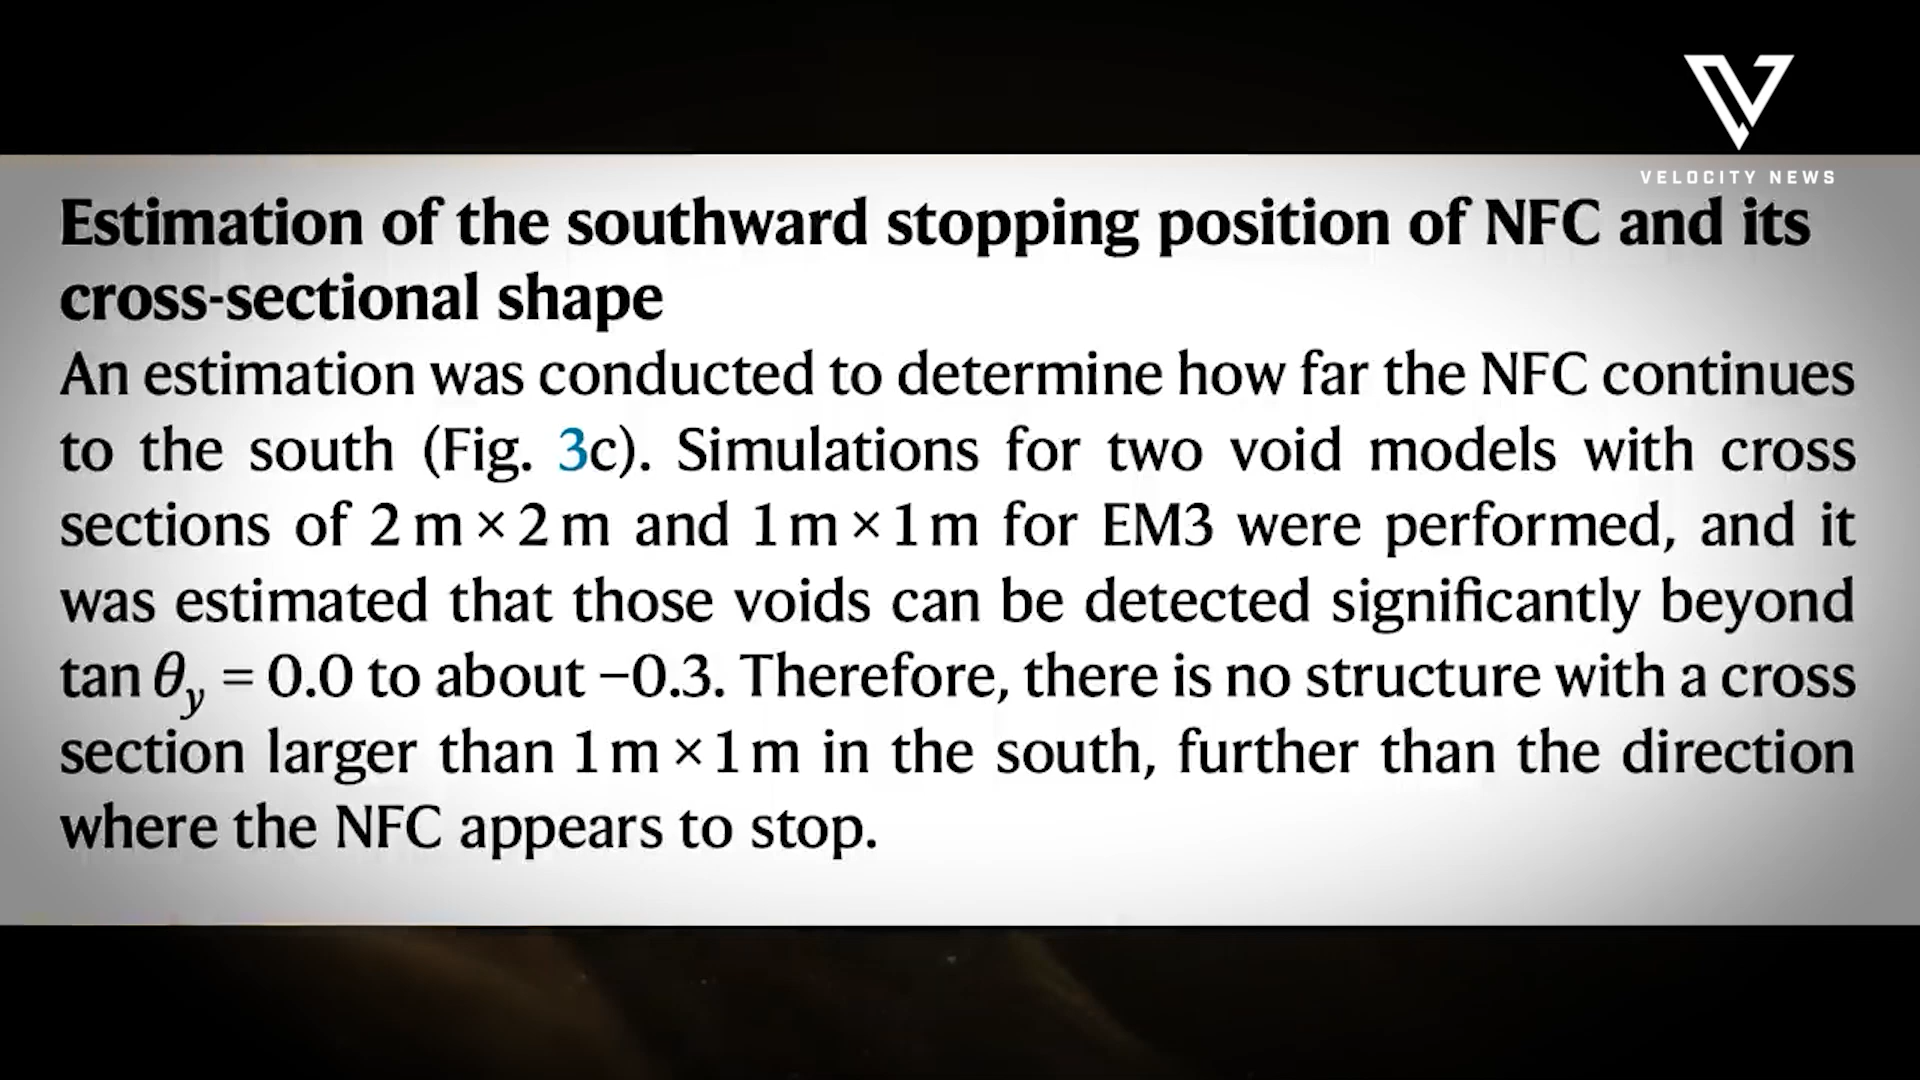 VELOCITY NEWS
Estimation of the southward stopping position of NFC and its
cross-sectional shape
An estimation was conducted to determine how far the NFC continues
to the south (Fig. 3c). Simulations for two void models with cross
sections of 2 m × 2 m and 1 m × 1 m for EM3 were performed, and it
was estimated that those voids can be detected significantly beyond
tan θy = 0.0 to about −0.3. Therefore, there is no structure with a cross
section larger than 1 m × 1 m in the south, further than the direction
where the NFC appears to stop.